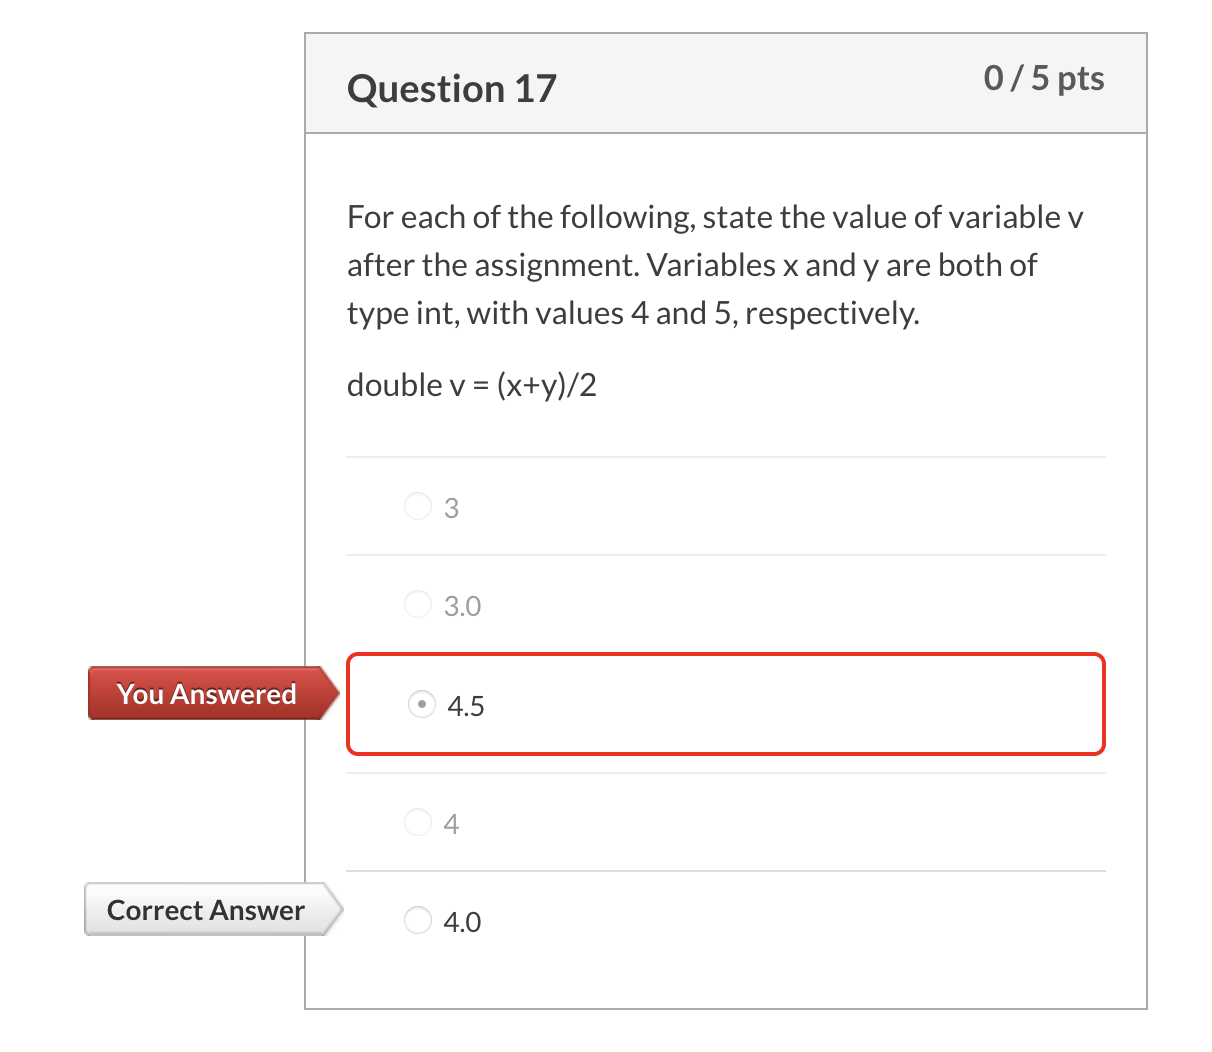 Question 17
0 / 5 pts
For each of the following, state the value of variable v
after the assignment. Variables x and y are both of
type int, with values 4 and 5, respectively.
double v = (x+y)/2
3
3.0
You Answered
4.5
4
Correct Answer
4.0